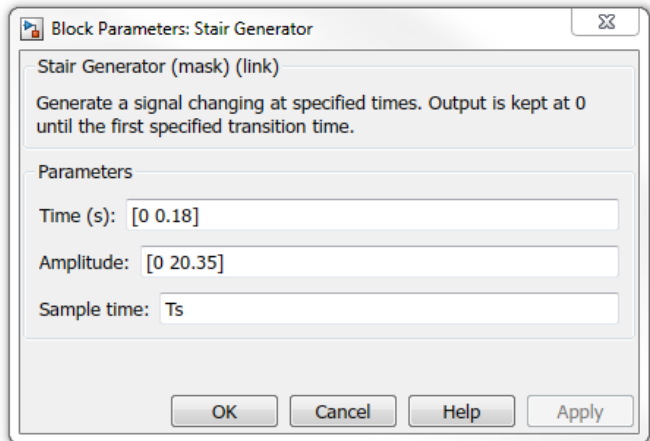 Block Parameters: Stair Generator
Stair Generator (mask) (link)
Generate a signal changing at specified times. Output is kept at 0
until the first specified transition time.
Parameters
Time (s): [0 0.18]
Amplitude: [0 20.35]
Sample time: Ts
OK Cancel Help Apply